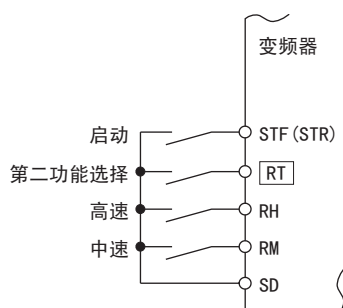 变频器
启动 STF(STR)
第二功能选择 RT
高速 RH
中速 RM
SD